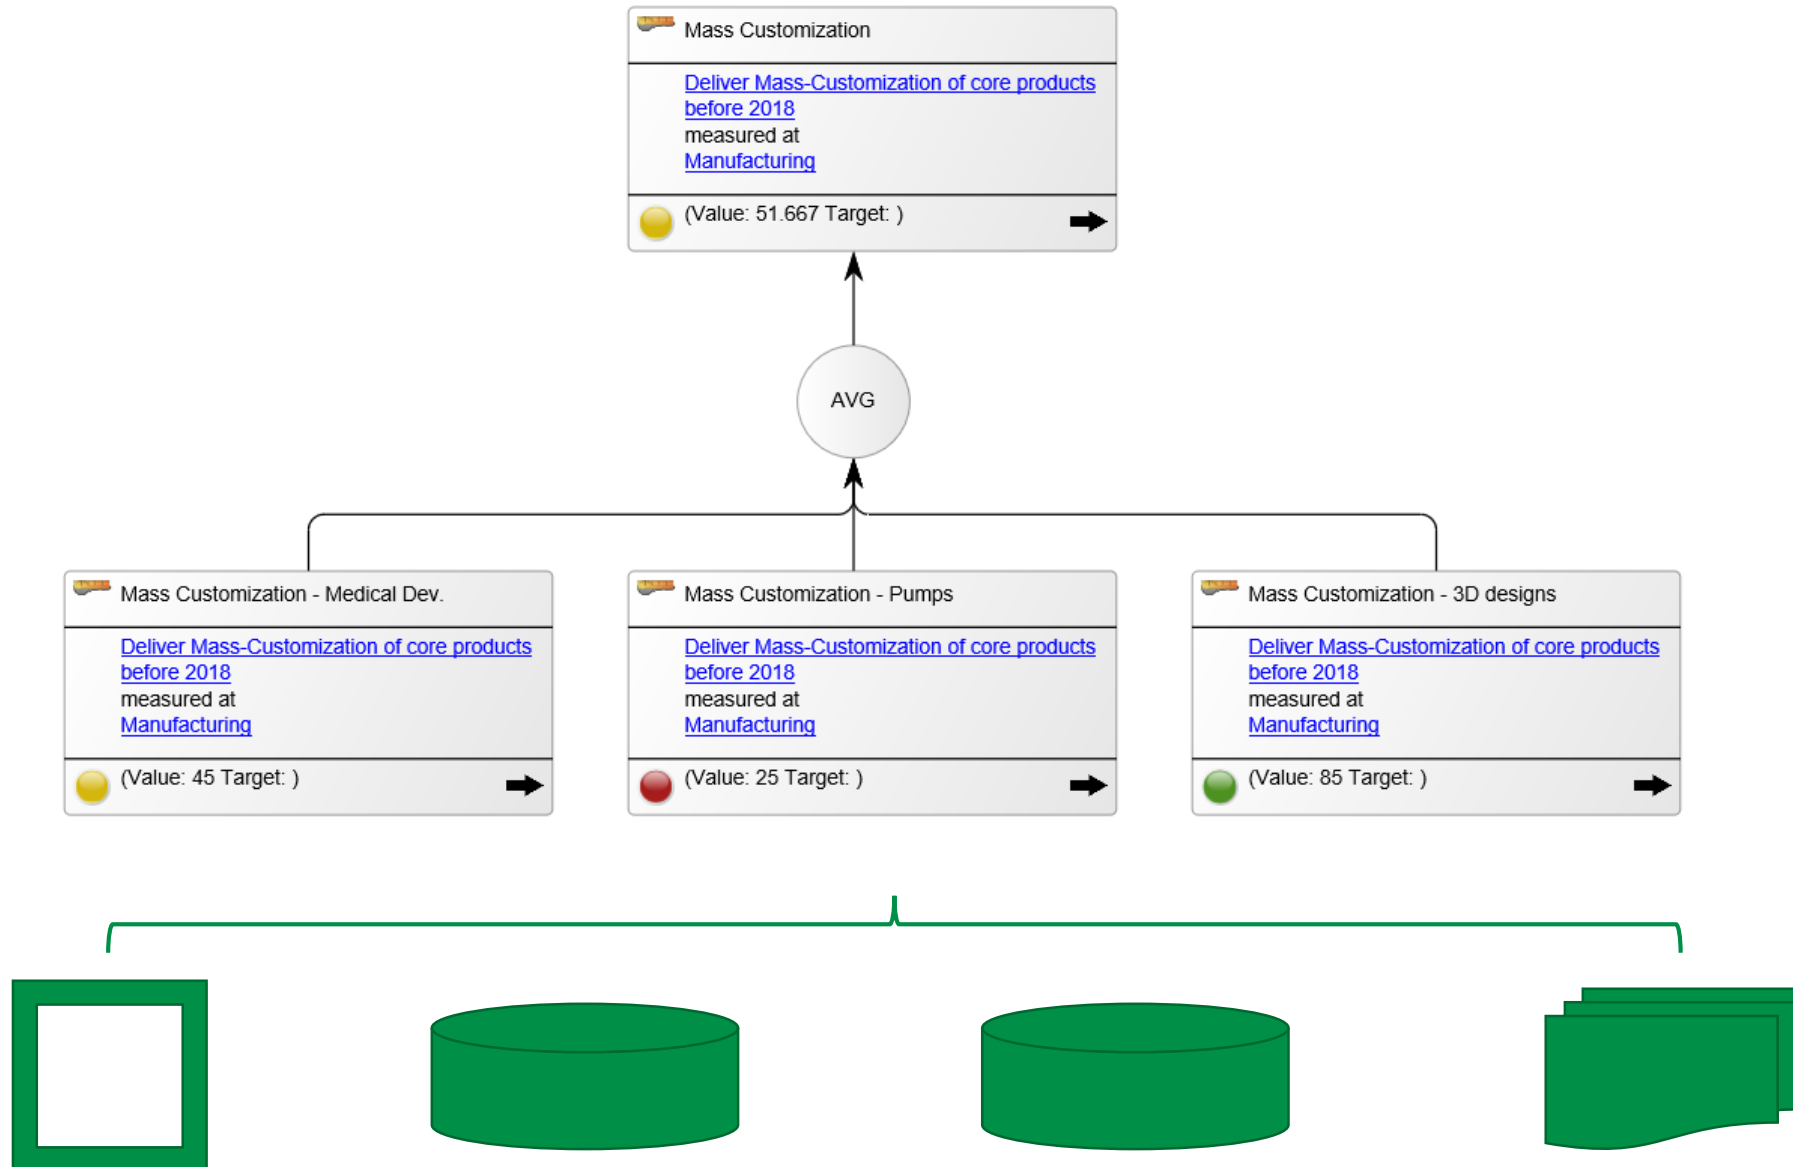 Mass Customization
Deliver Mass-Customization of core products
before 2018
measured at
Manufacturing
(Value: 51.667 Target: )
AVG
Mass Customization - Medical Dev.
Deliver Mass-Customization of core products
before 2018
measured at
Manufacturing
(Value: 45 Target: )
Mass Customization - Pumps
Deliver Mass-Customization of core products
before 2018
measured at
Manufacturing
(Value: 25 Target: )
Mass Customization - 3D designs
Deliver Mass-Customization of core products
before 2018
measured at
Manufacturing
(Value: 85 Target: )